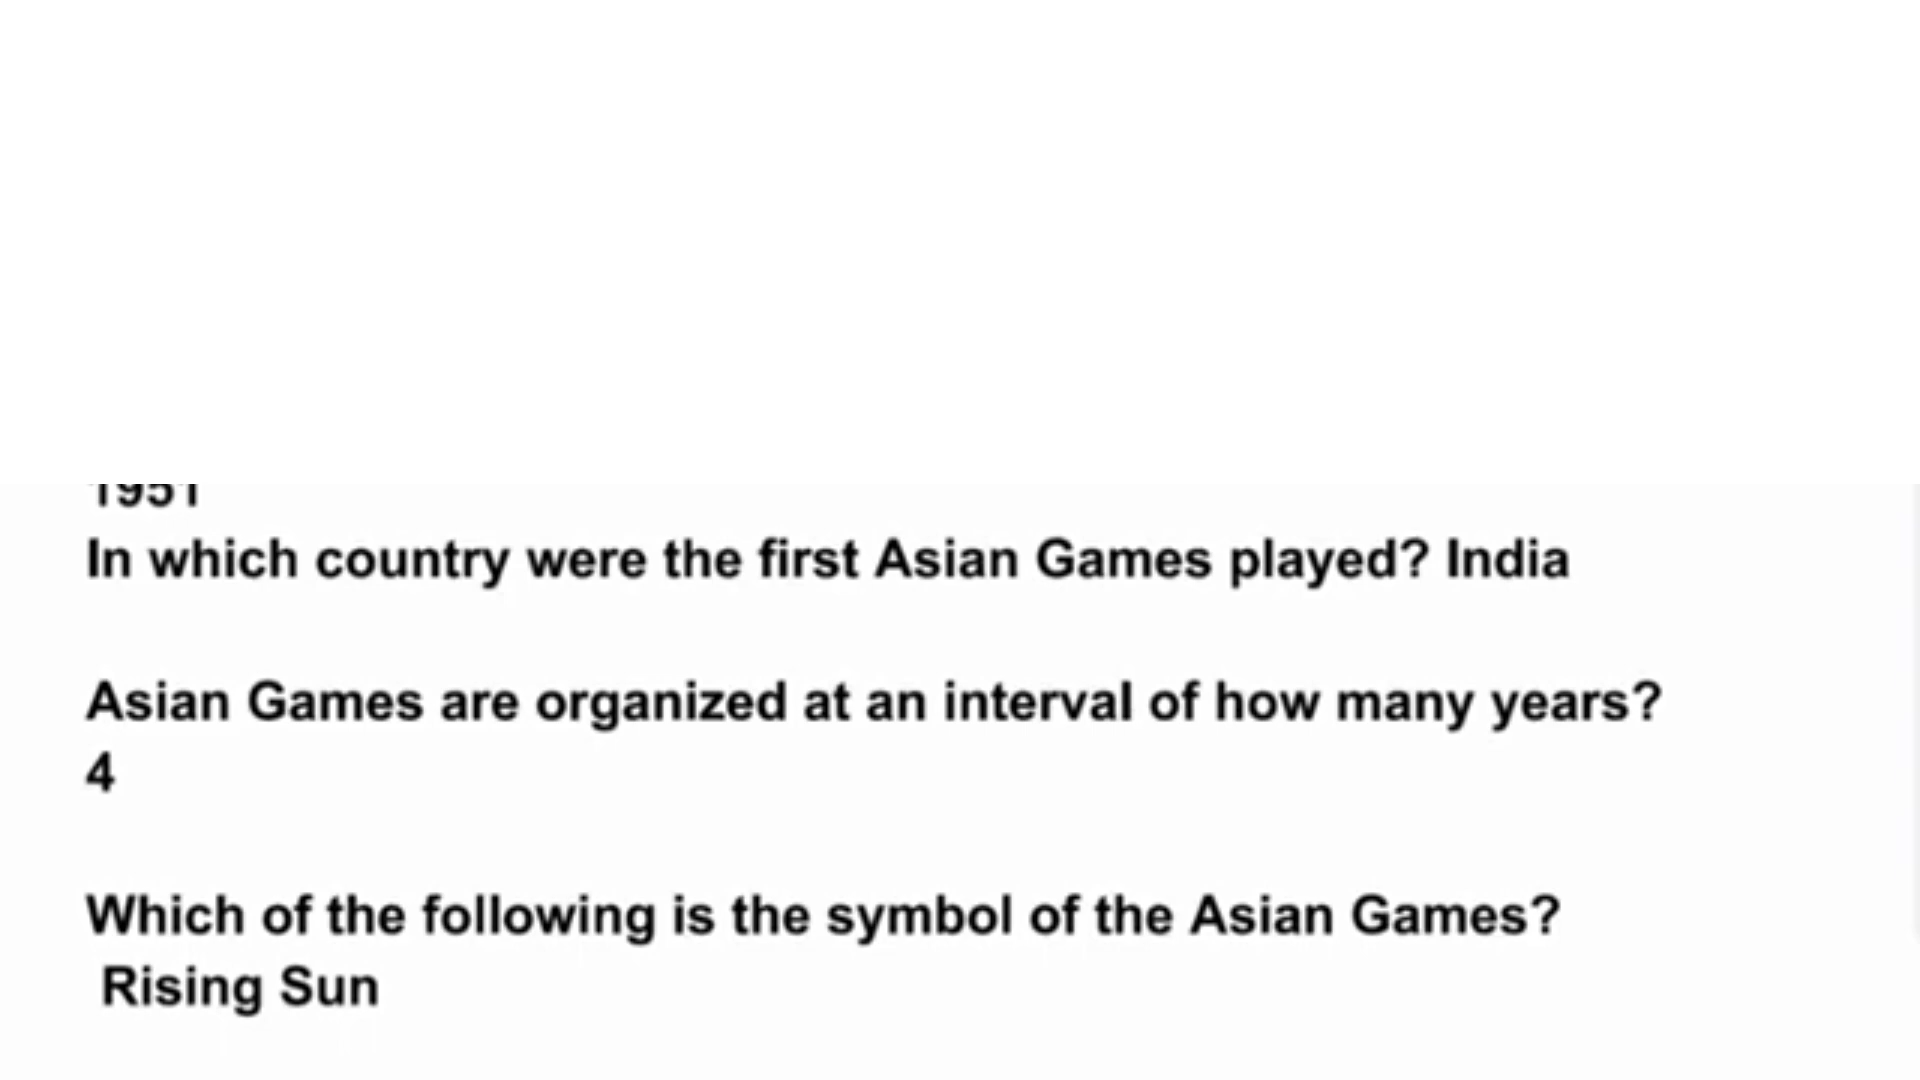 1951
In which country were the first Asian Games played? India
Asian Games are organized at an interval of how many years?
4
Which of the following is the symbol of the Asian Games?
Rising Sun